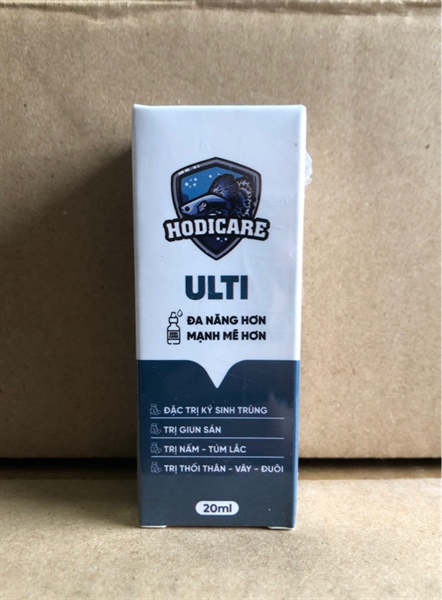 HODICARE
ULTI
ĐA NĂNG HƠN
MẠNH MẼ HƠN
ĐẶC TRỊ KÝ SINH TRÙNG
TRỊ GIUN SÁN
TRỊ NẤM - TÚM LẮC
TRỊ THỐI THÂN - VÂY - ĐUÔI
20ml